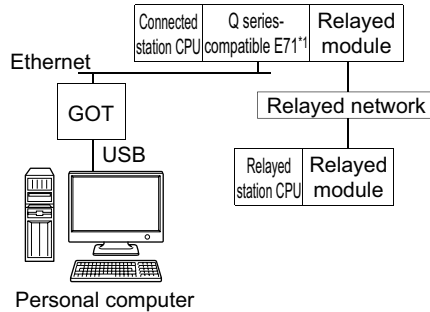 Connected
station CPU
Q series-
compatible E71*1
Relayed
module
Ethernet
GOT
Relayed network
USB
Relayed
station CPU
Relayed
module
Personal computer